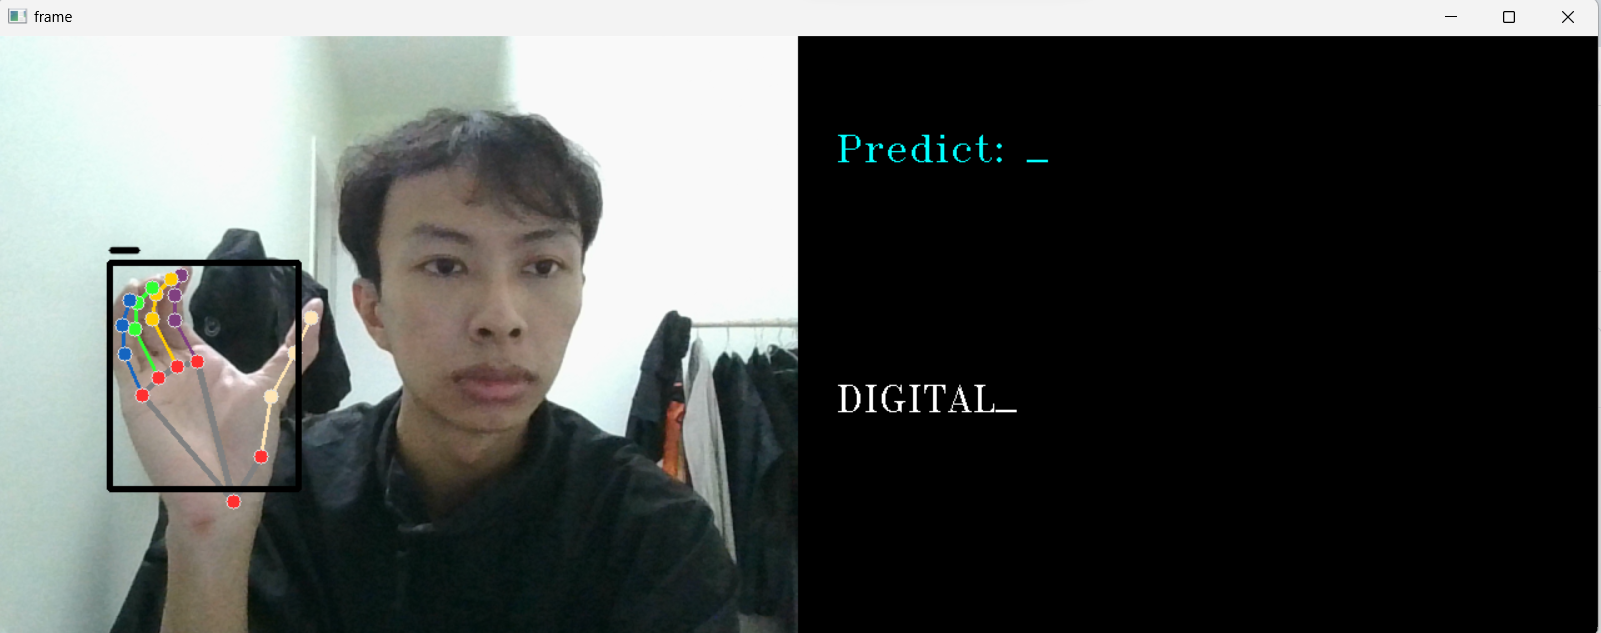 frame
_
Predict: _
DIGITAL_